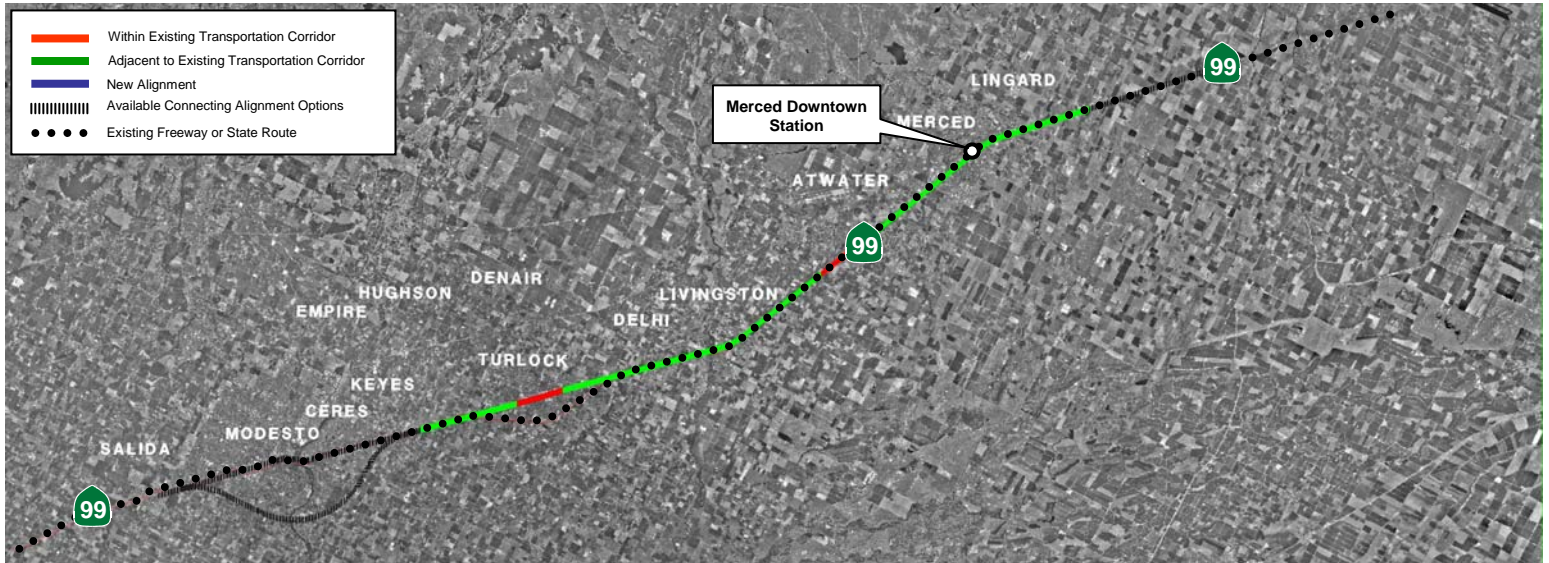 Within Existing Transportation Corridor
Adjacent to Existing Transportation Corridor
New Alignment
Available Connecting Alignment Options
Existing Freeway or State Route
99
LINGARD
Merced Downtown
Station
MERCED
ATWATER
99
DENAIR
HUGHSON
LIVINGSTON
EMPIRE
DELHI
TURLOCK
KEYES
CERES
MODESTO
SALIDA
99